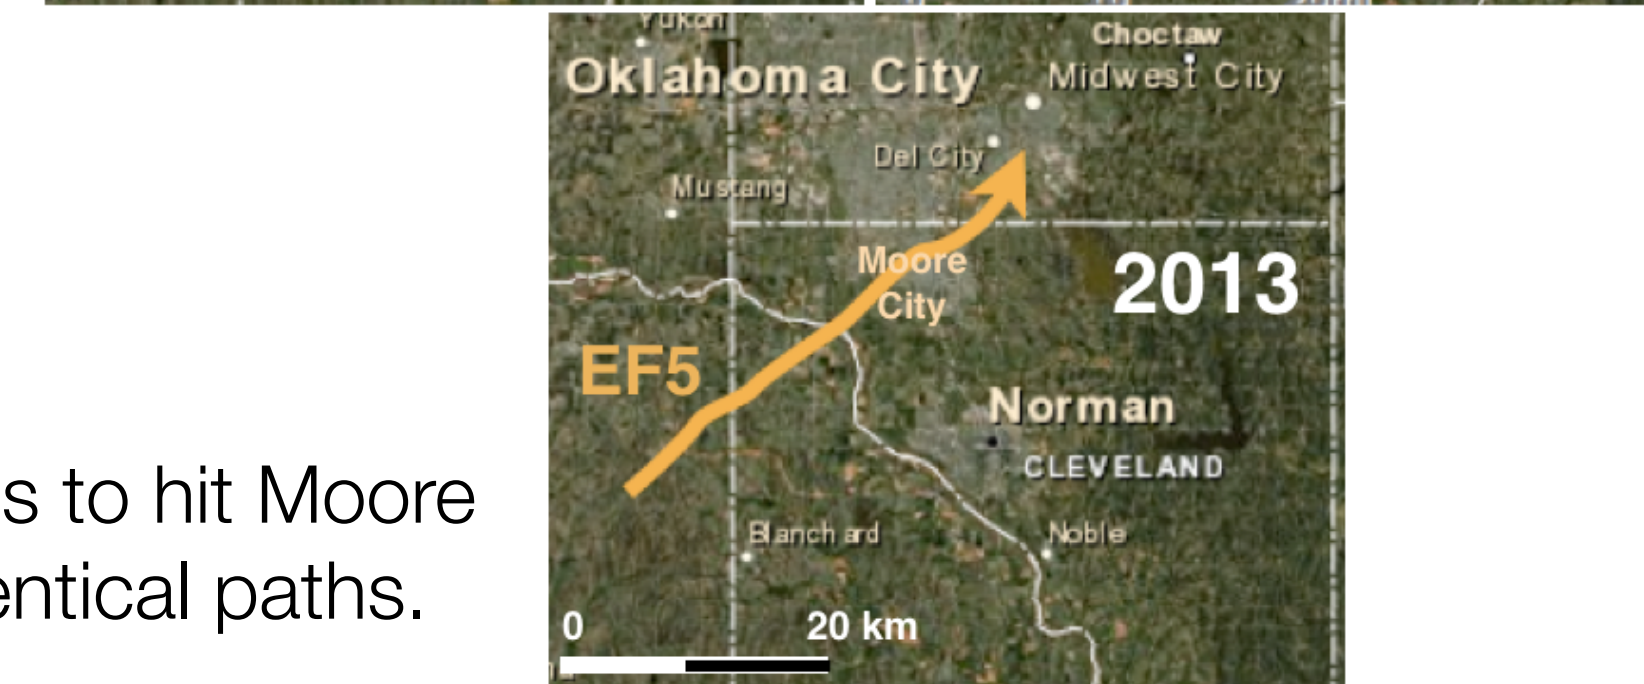 Yukon
Choctaw
Oklahoma City
Midwest City
Del City
Mustang
Moore
City
2013
EF5
Norman
CLEVELAND
s to hit Moore
entical paths.
Blanchard
Noble
0 20 km